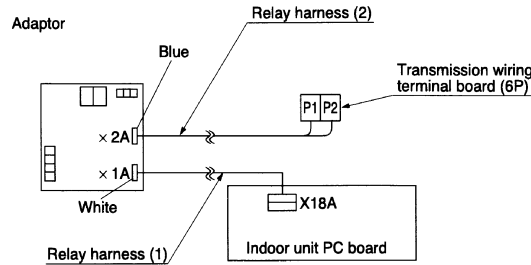 Relay harness (2)
Adaptor
Blue
Transmission wiring
terminal board (6P)
P1 P2
× 2A
× 1A
White
X18A
Relay harness (1)
Indoor unit PC board